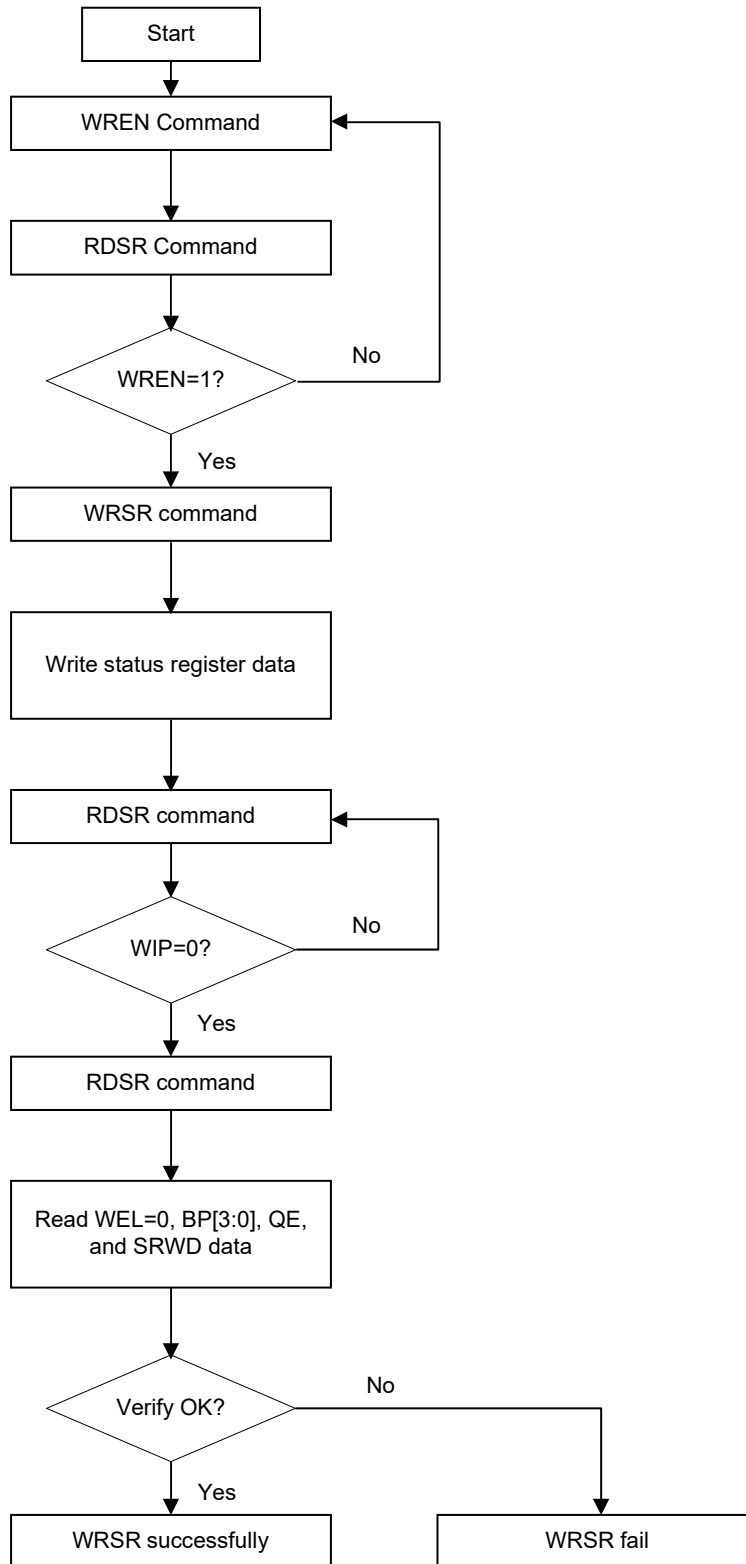 Start
WREN Command
RDSR Command
WREN=1?
No
Yes
WRSR command
Write status register data
RDSR command
WIP=0?
No
Yes
RDSR command
Read WEL=0, BP[3:0], QE,
and SRWD data
Verify OK?
No
Yes
WRSR successfully
WRSR fail